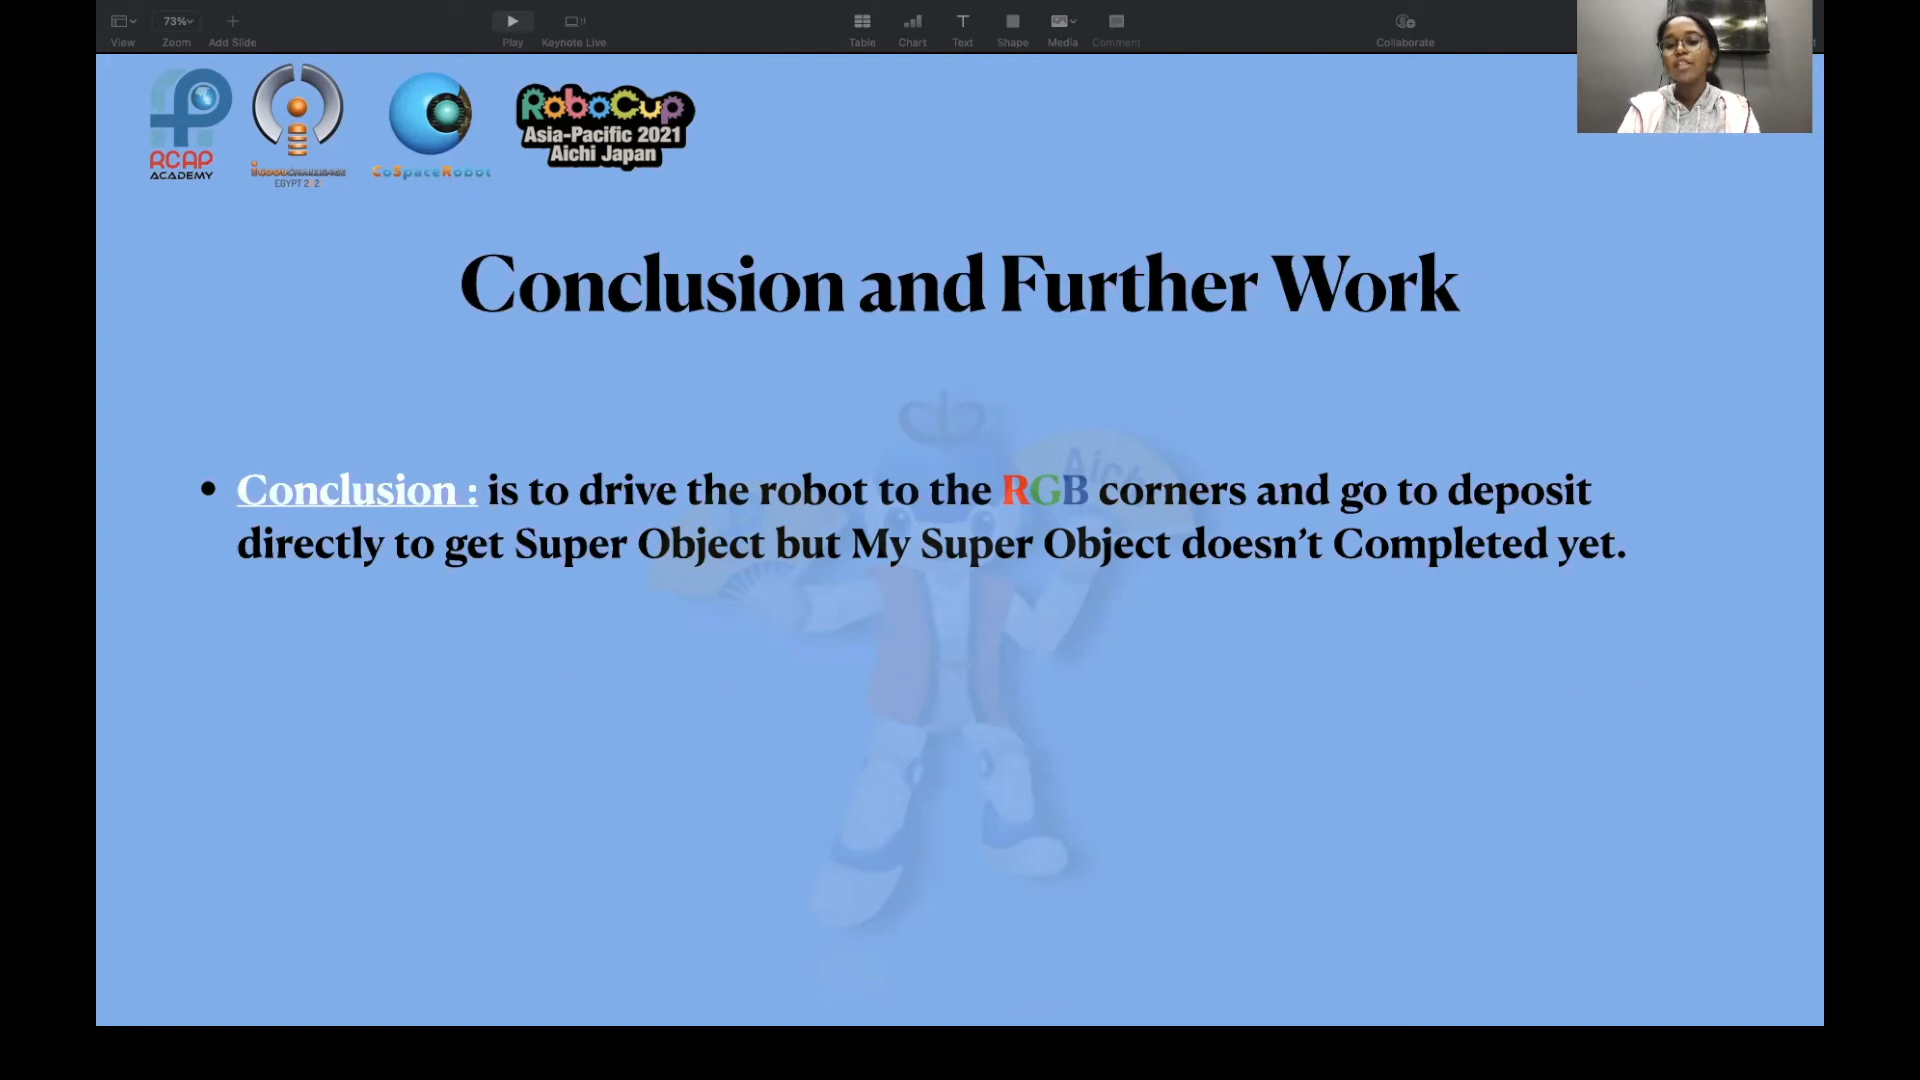 View
73%
Zoom
Add Slide
Play
Keynote Live
Table
Chart
Text
Shape
Media
Comment
Collaborate
RCAP
ACADEMY
CoSpaceRobot
RoboCup
Asia-Pacific 2021
Aichi Japan
Conclusion and Further Work
• Conclusion : is to drive the robot to the RGB corners and go to deposit
directly to get Super Object but My Super Object doesn’t Completed yet.